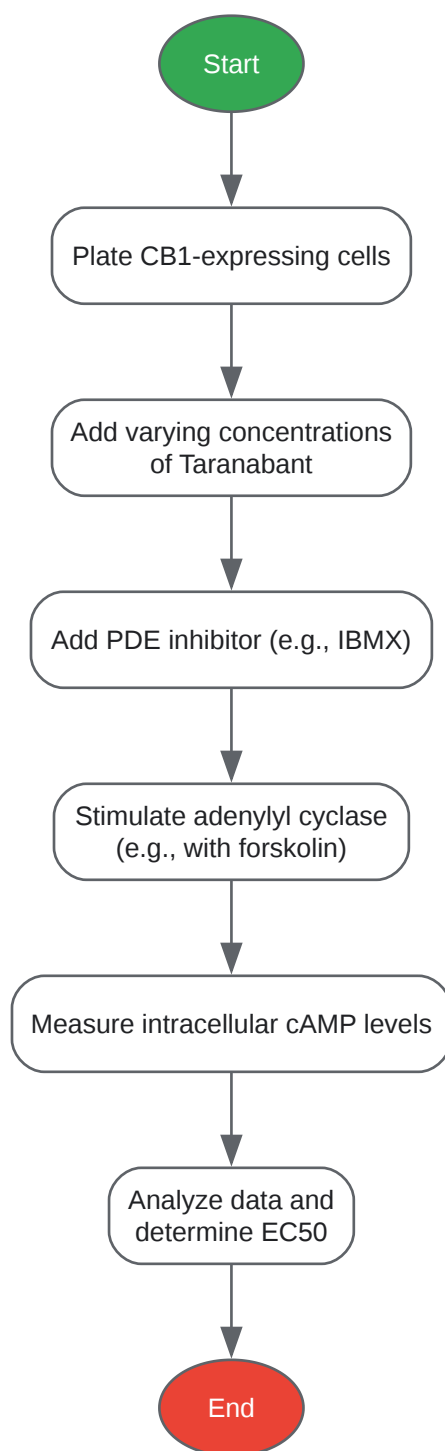 Start
Plate CB1-expressing cells
Add varying concentrations
of Taranabant
Add PDE inhibitor (e.g., IBMX)
Stimulate adenylyl cyclase
(e.g., with forskolin)
Measure intracellular cAMP levels
Analyze data and
determine EC50
End